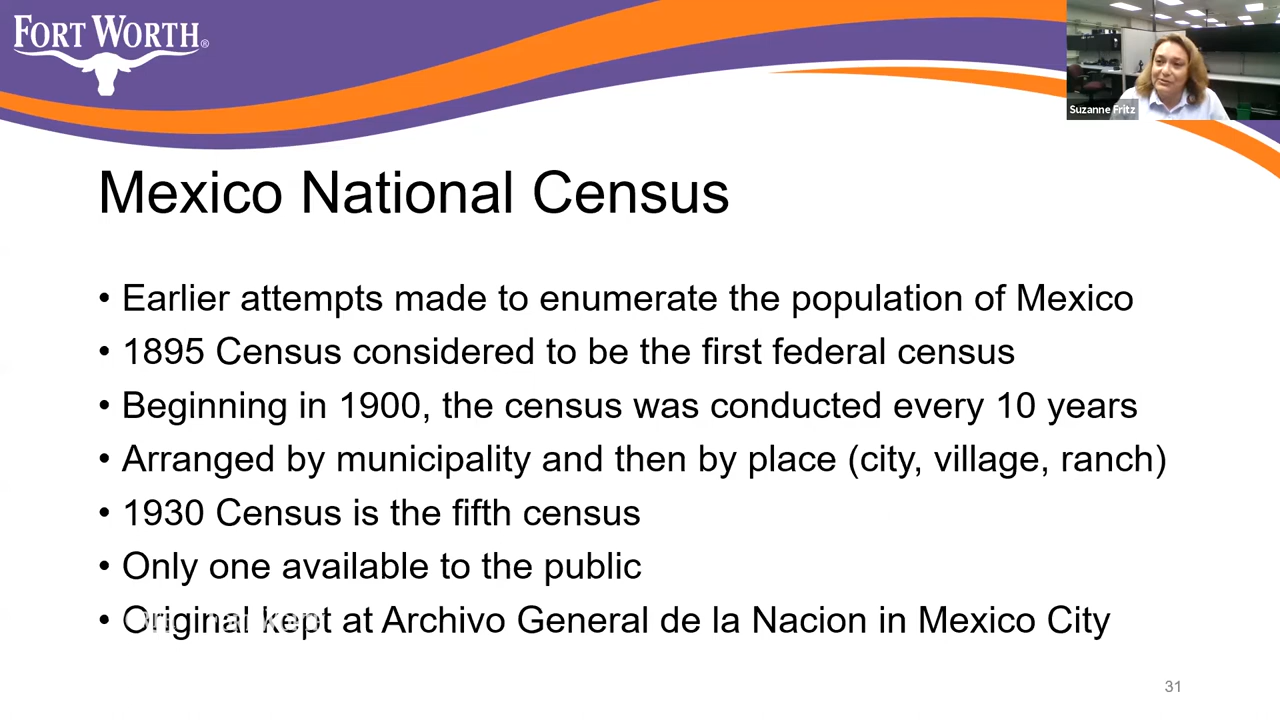 FORT WORTH®
Suzanne Fritz
Mexico National Census
• Earlier attempts made to enumerate the population of Mexico
• 1895 Census considered to be the first federal census
• Beginning in 1900, the census was conducted every 10 years
• Arranged by municipality and then by place (city, village, ranch)
• 1930 Census is the fifth census
• Only one available to the public
• Original kept at Archivo General de la Nacion in Mexico City
31